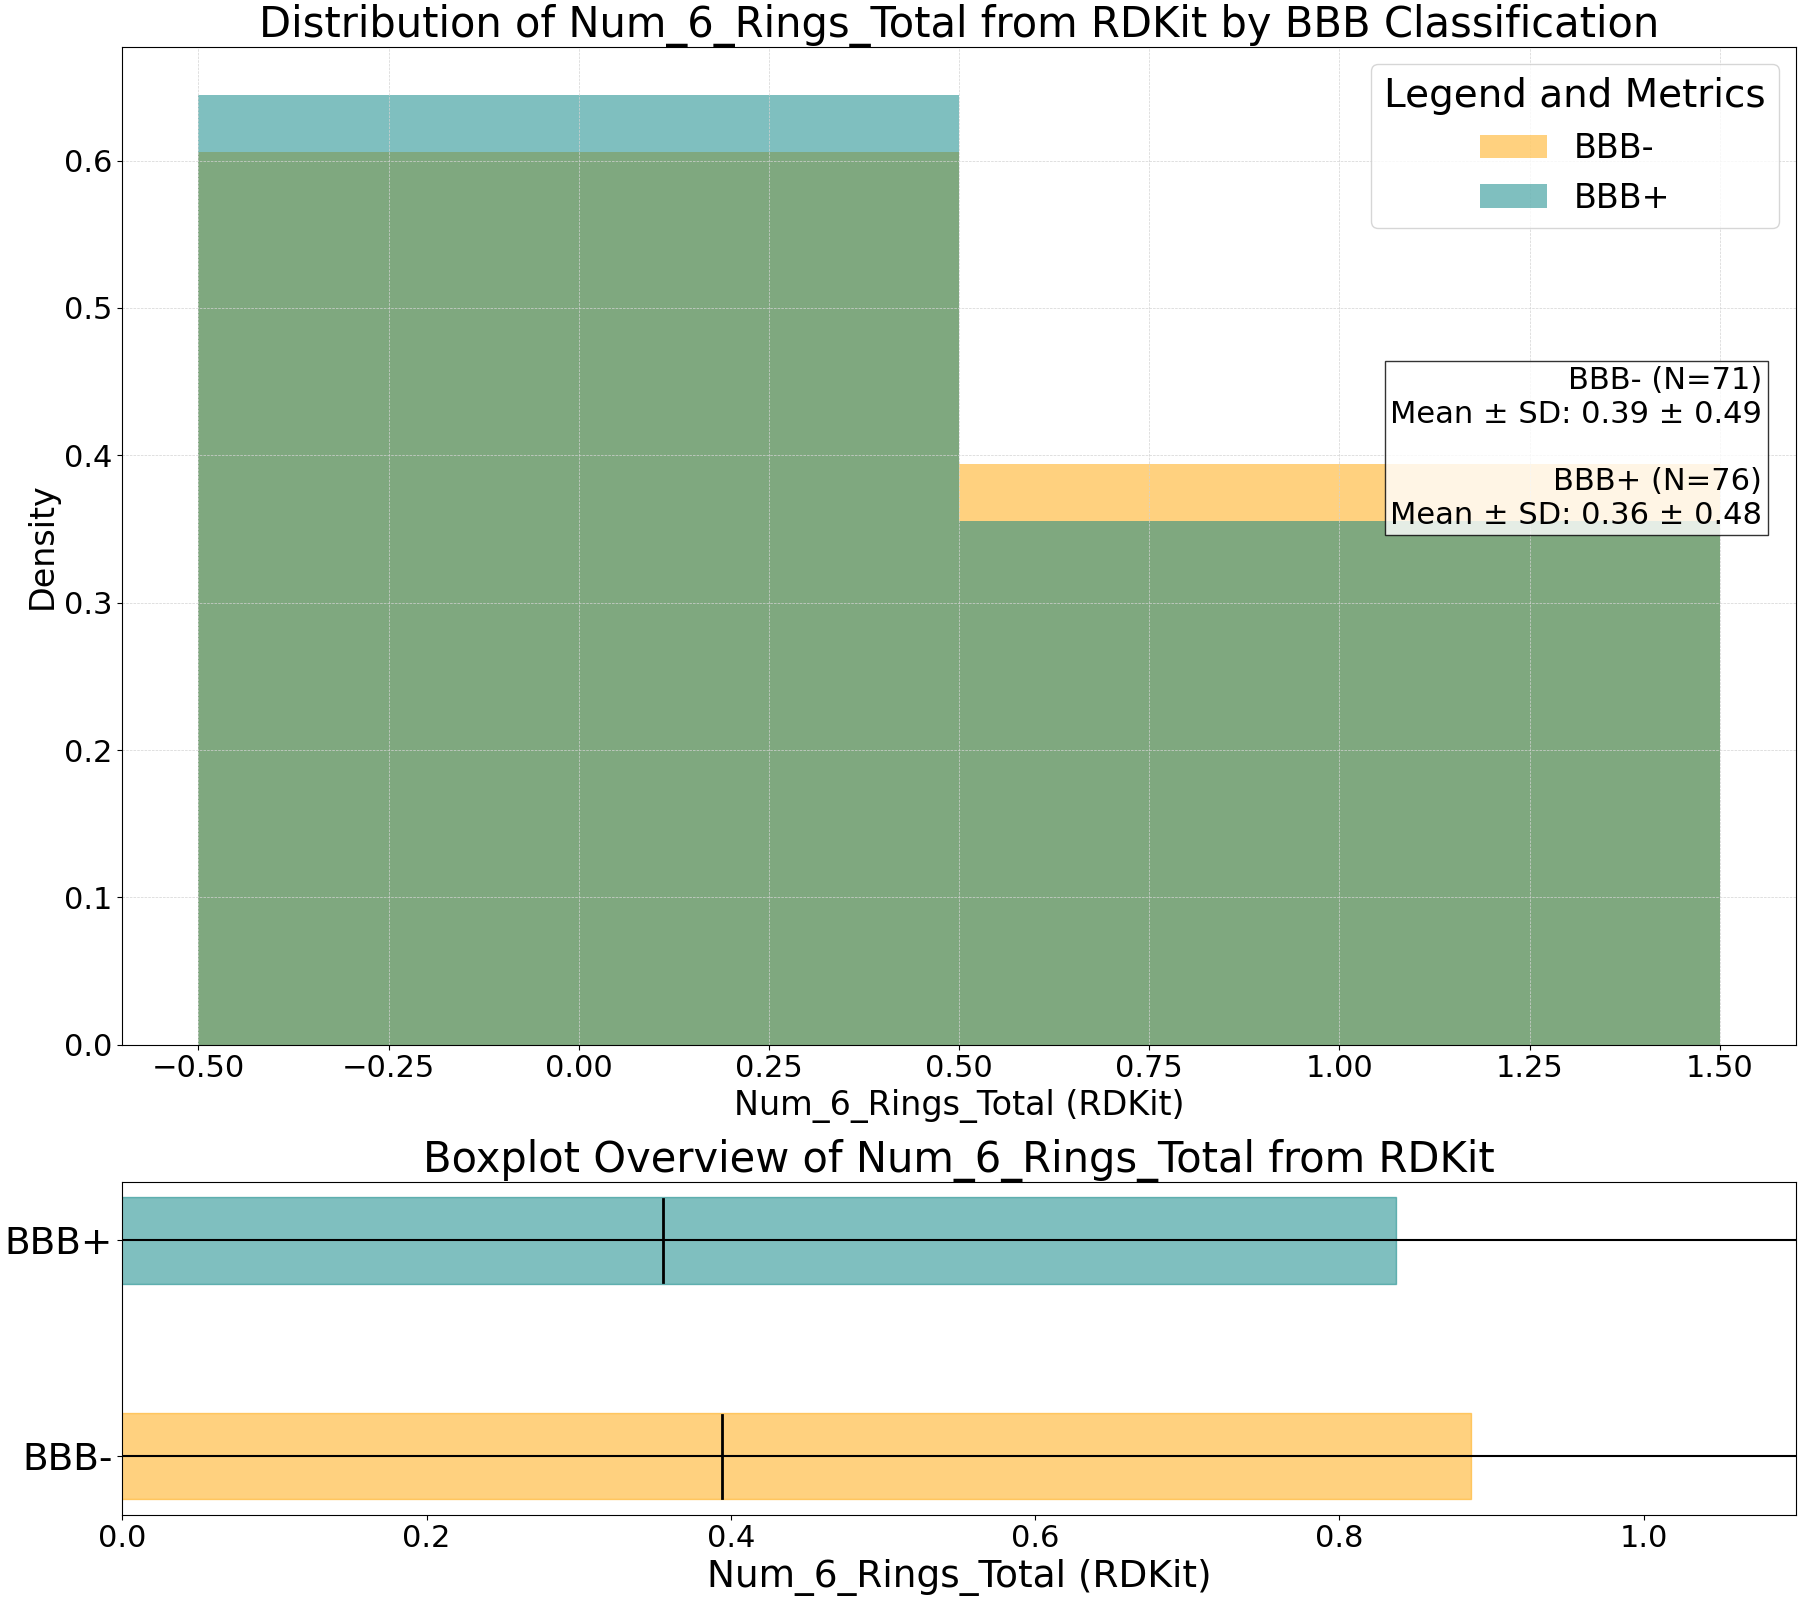 Distribution of Num_6_Rings_Total from RDKit by BBB Classification
Legend and Metrics
BBB-
BBB+
BBB- (N=71)
Mean ± SD: 0.39 ± 0.49
BBB+ (N=76)
Mean ± SD: 0.36 ± 0.48
Density
0.6
0.5
0.4
0.3
0.2
0.1
0.0
−0.50 −0.25 0.00 0.25 0.50 0.75 1.00 1.25 1.50
Num_6_Rings_Total (RDKit)
Boxplot Overview of Num_6_Rings_Total from RDKit
BBB+
BBB-
0.0 0.2 0.4 0.6 0.8 1.0
Num_6_Rings_Total (RDKit)